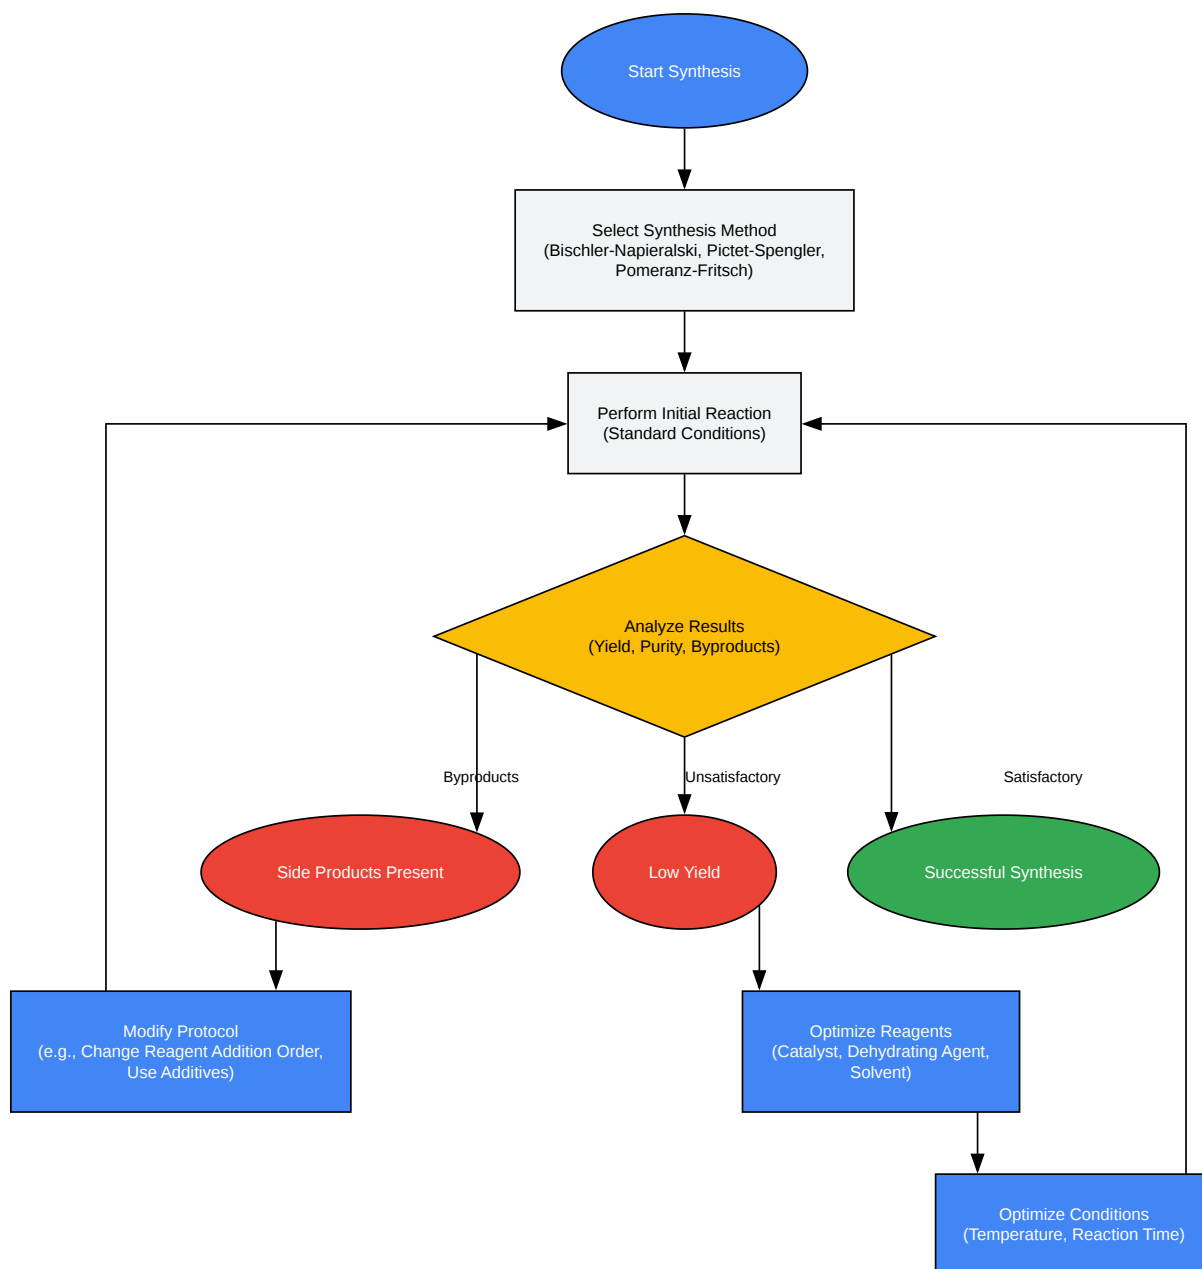 Start Synthesis
Select Synthesis Method
(Bischler-Napieralski, Pictet-Spengler,
Pomeranz-Fritsch)
Perform Initial Reaction
(Standard Conditions)
Analyze Results
(Yield, Purity, Byproducts)
Byproducts
Unsatisfactory
Satisfactory
Side Products Present
Low Yield
Successful Synthesis
Modify Protocol
(e.g., Change Reagent Addition Order,
Use Additives)
Optimize Reagents
(Catalyst, Dehydrating Agent,
Solvent)
Optimize Conditions
(Temperature, Reaction Time)